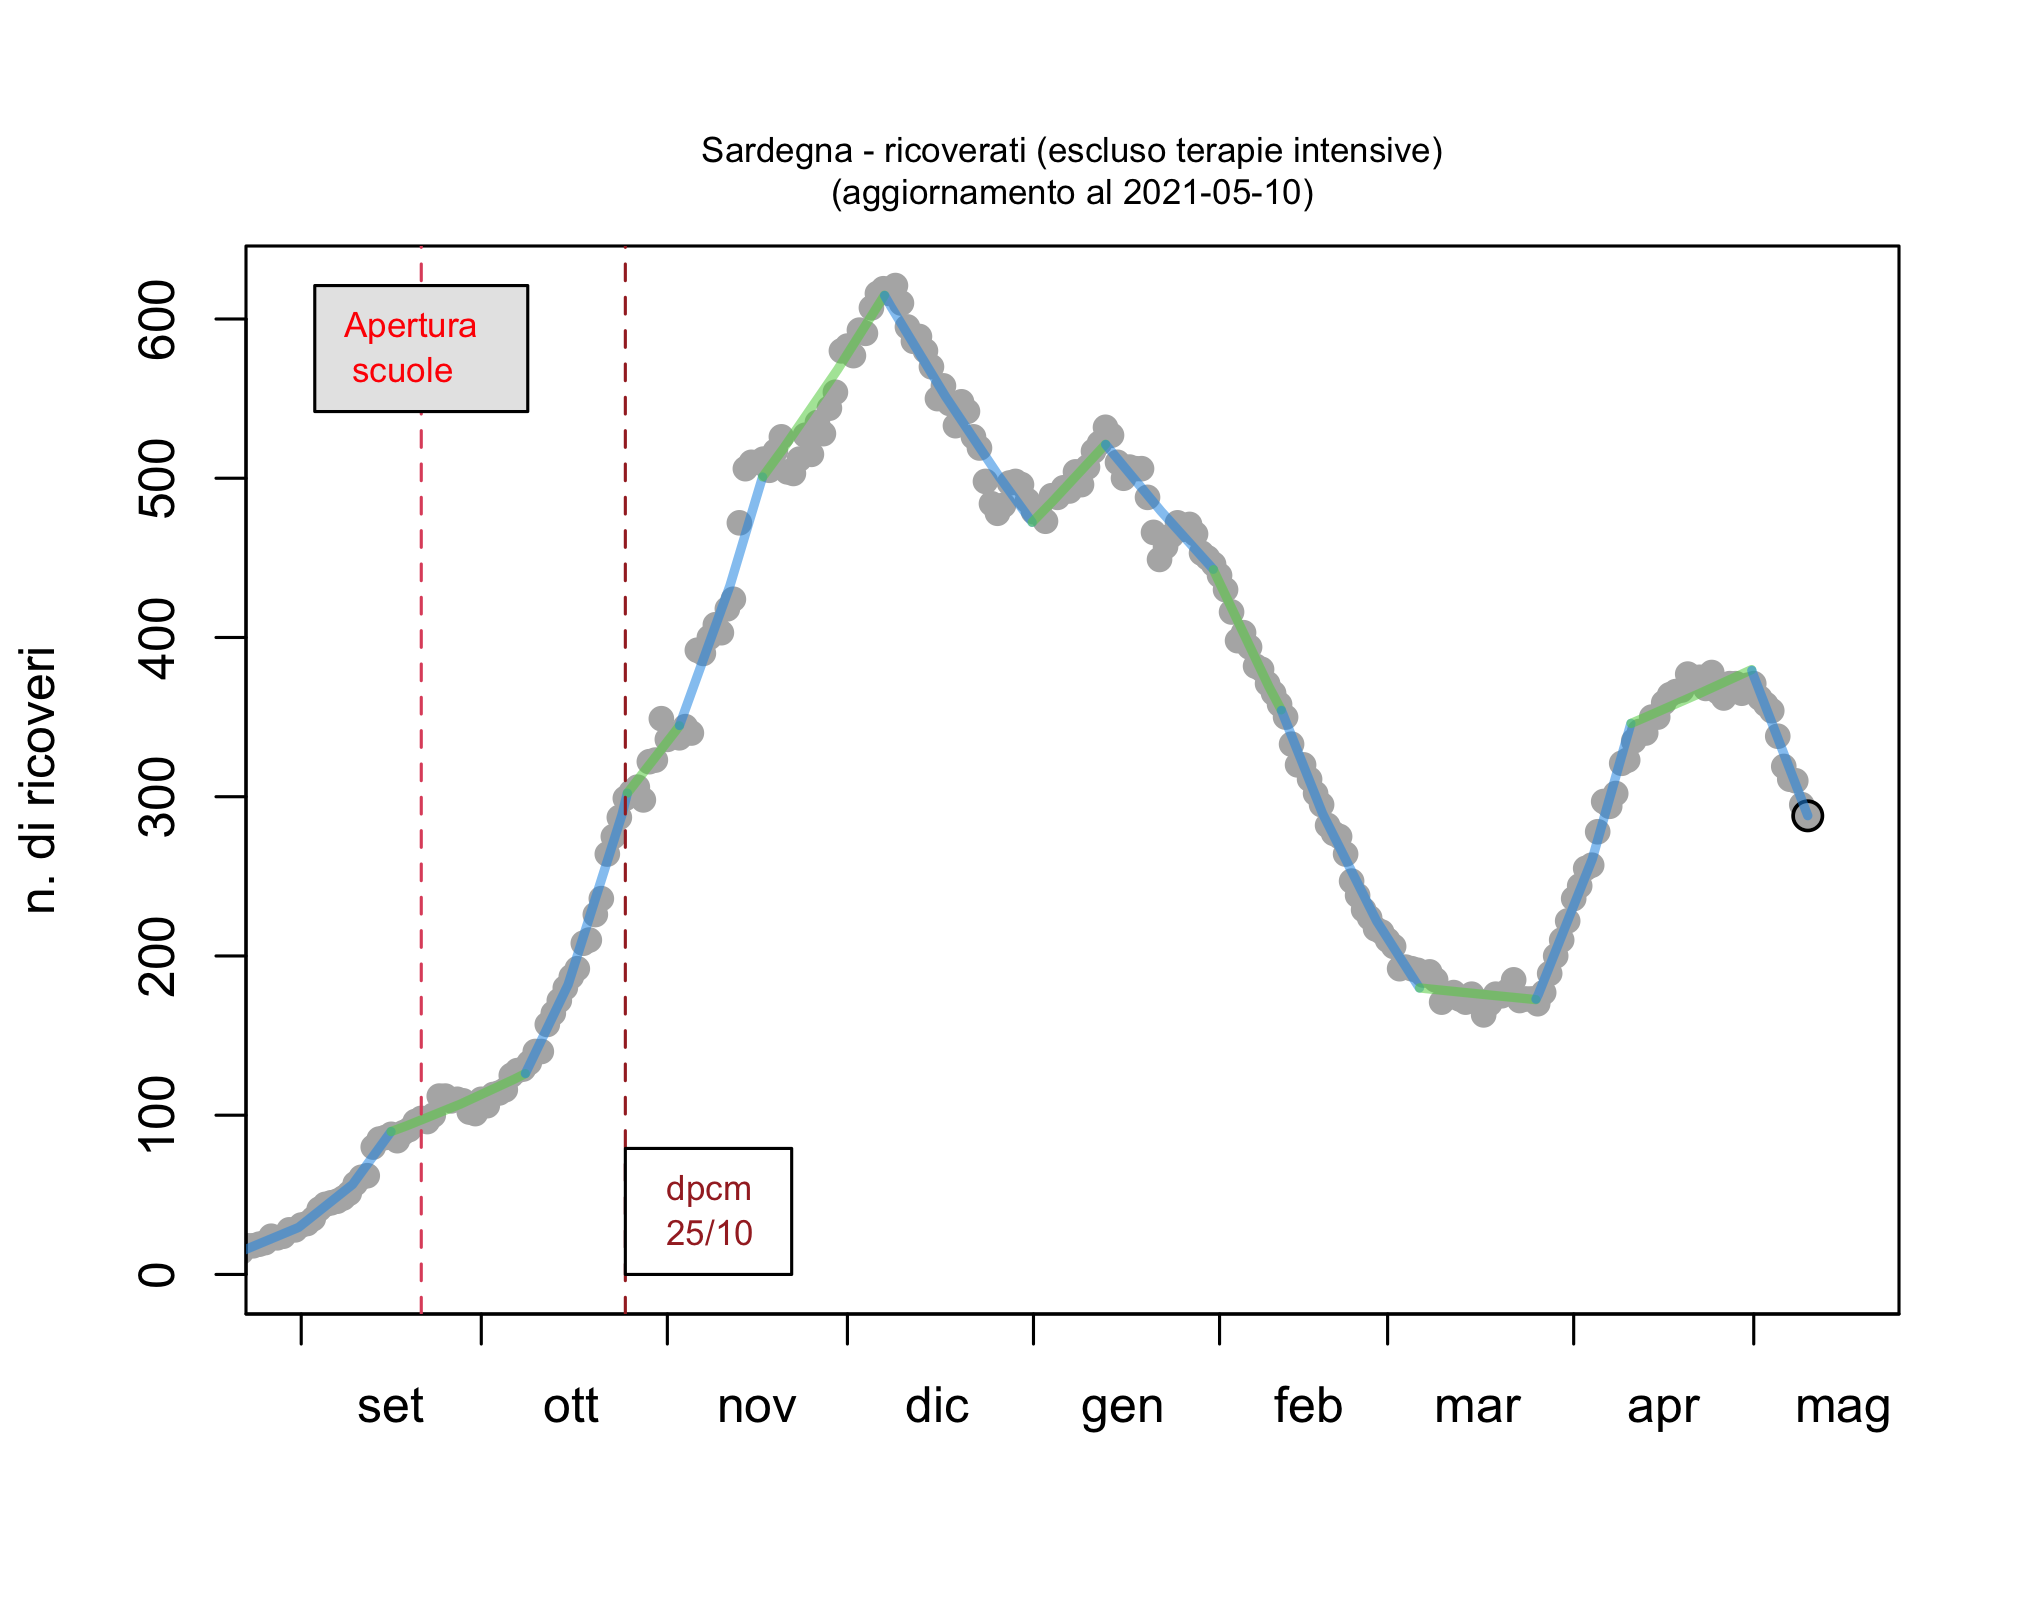 Sardegna - ricoverati (escluso terapie intensive)
(aggiornamento al 2021-05-10)
Apertura
scuole
dpcm
25/10
n. di ricoveri
600
500
400
300
200
100
0
set ott nov dic gen feb mar apr mag